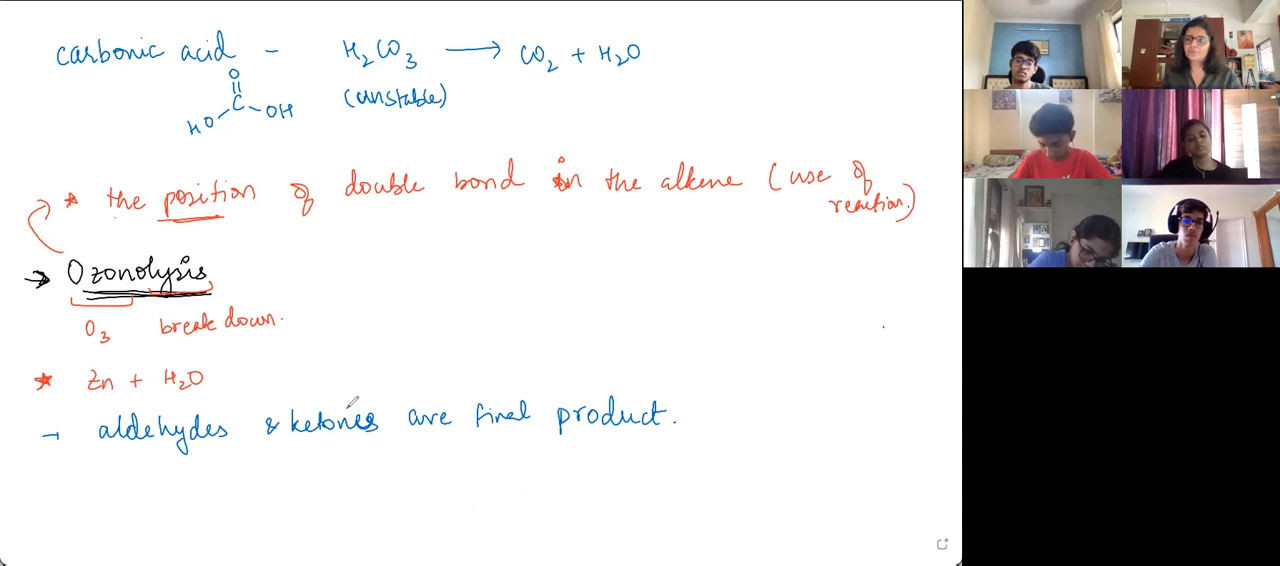 carbonic acid - H2CO3 → CO2 + H2O
O
C
HO OH
(unstable)
* the position of double bond in the alkene (use of
reaction.)
→ Ozonolysis
O3 break down.
* Zn + H2O
→ aldehydes & ketones are final product.